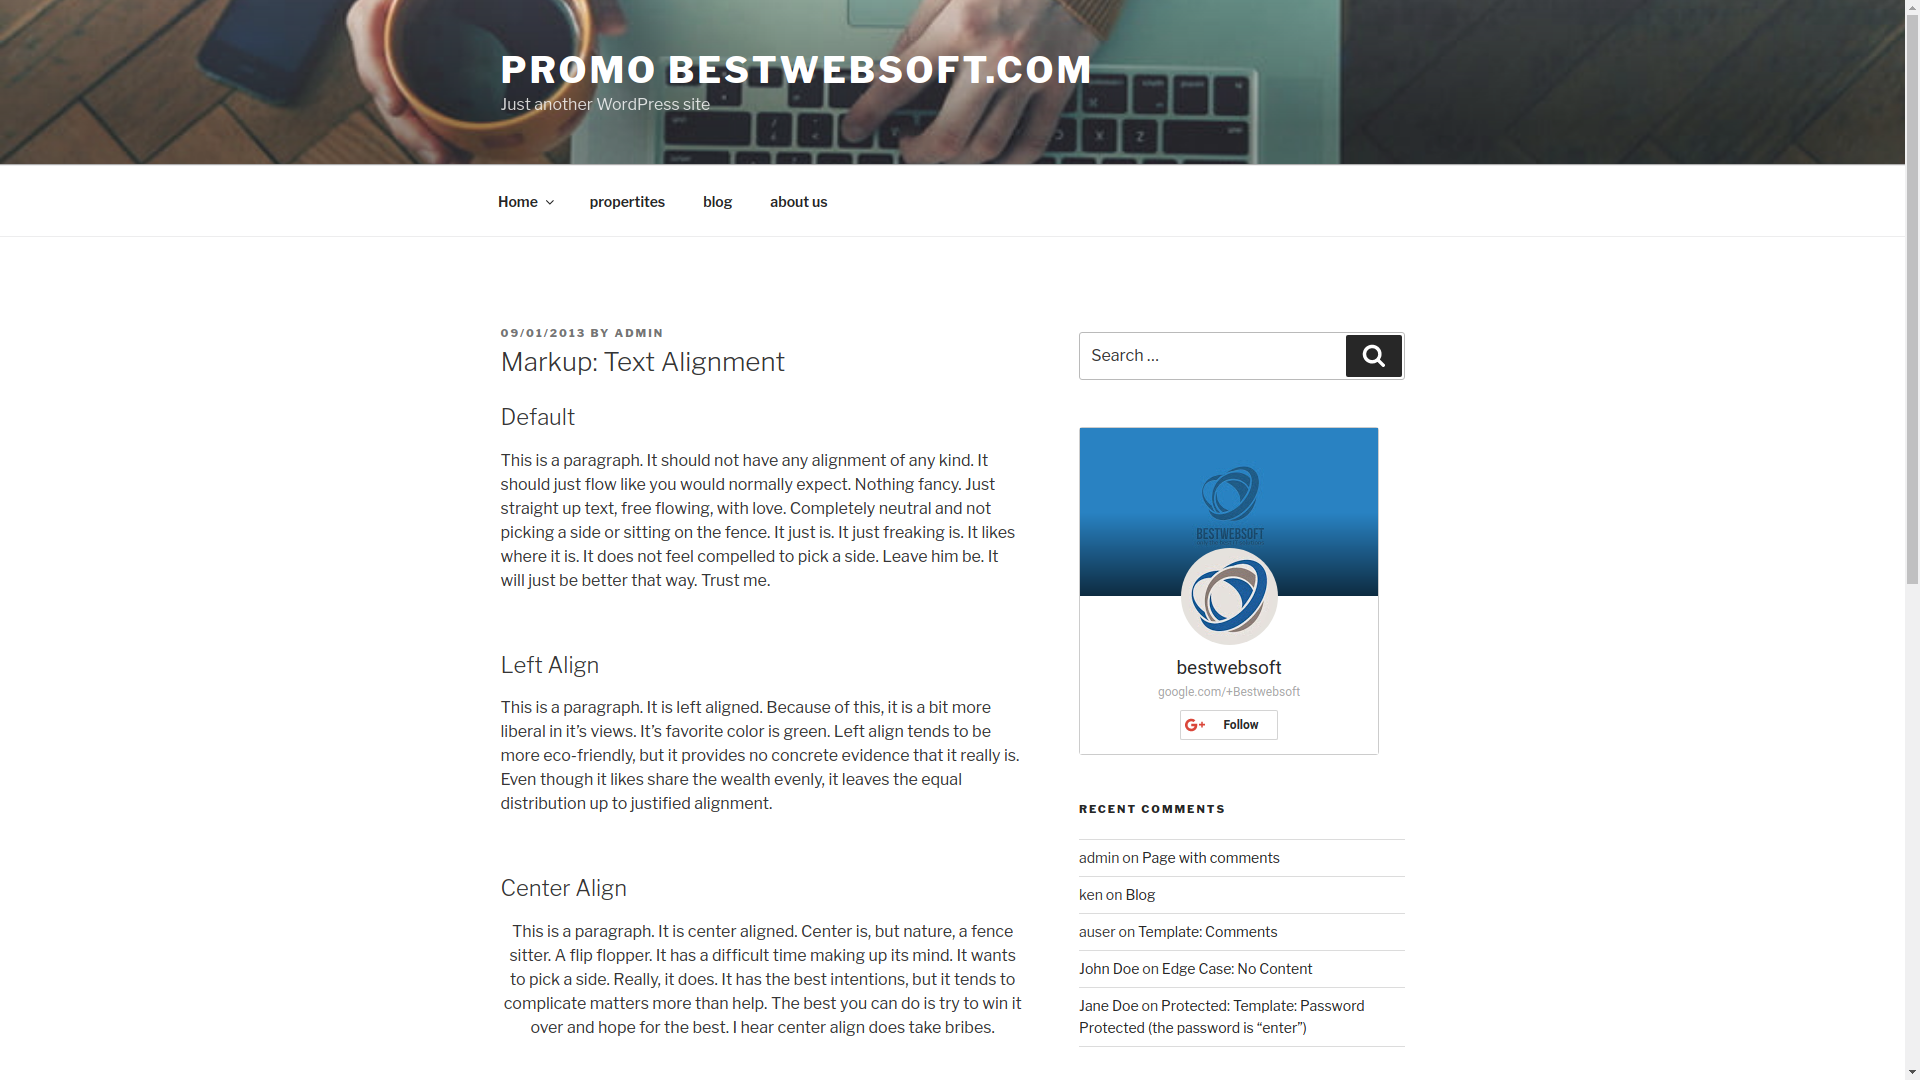 PROMO BESTWEBSOFT.COM
Just another WordPress site
Home
propertites
blog
about us
09/01/2013 BY ADMIN
Markup: Text Alignment
Default
This is a paragraph. It should not have any alignment of any kind. It
should just flow like you would normally expect. Nothing fancy. Just
straight up text, free flowing, with love. Completely neutral and not
picking a side or sitting on the fence. It just is. It just freaking is. It likes
where it is. It does not feel compelled to pick a side. Leave him be. It
will just be better that way. Trust me.
Left Align
This is a paragraph. It is left aligned. Because of this, it is a bit more
liberal in it’s views. It’s favorite color is green. Left align tends to be
more eco-friendly, but it provides no concrete evidence that it really is.
Even though it likes share the wealth evenly, it leaves the equal
distribution up to justified alignment.
Center Align
This is a paragraph. It is center aligned. Center is, but nature, a fence
sitter. A flip flopper. It has a difficult time making up its mind. It wants
to pick a side. Really, it does. It has the best intentions, but it tends to
complicate matters more than help. The best you can do is try to win it
over and hope for the best. I hear center align does take bribes.
Search …
BESTWEBSOFT
bestwebsoft
google.com/+Bestwebsoft
G+ Follow
RECENT COMMENTS
admin on Page with comments
ken on Blog
auser on Template: Comments
John Doe on Edge Case: No Content
Jane Doe on Protected: Template: Password
Protected (the password is “enter”)